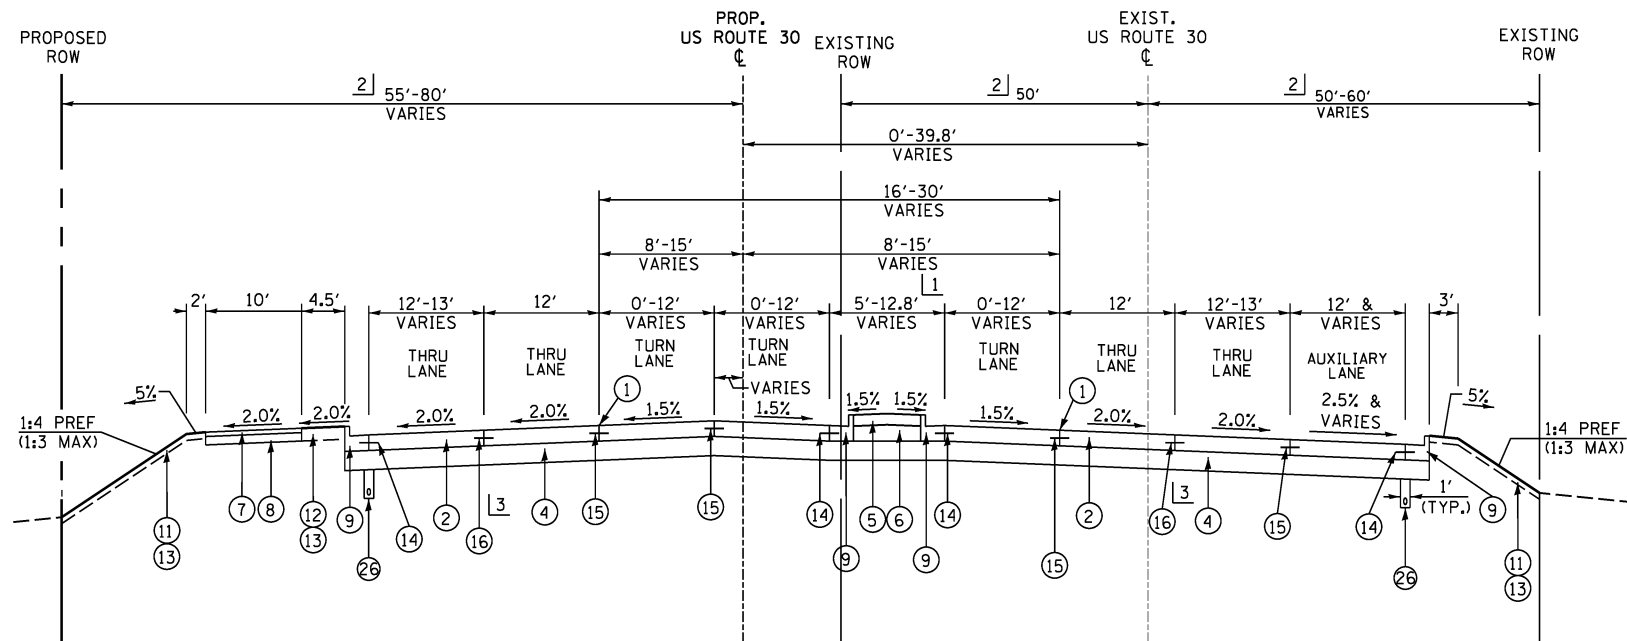 PROPOSED
ROW
PROP.
US ROUTE 30
℄
EXISTING
ROW
EXIST.
US ROUTE 30
℄
EXISTING
ROW
2
55'-80'
VARIES
2
50'
2
50'-60'
VARIES
0'-39.8'
VARIES
16'-30'
VARIES
8'-15'
VARIES
8'-15'
VARIES
1
2'
10'
4.5'
12'-13'
VARIES
12'
0'-12'
VARIES
0'-12'
VARIES
5'-12.8'
VARIES
0'-12'
VARIES
12'
12'-13'
VARIES
12' &
VARIES
3'
THRU
LANE
THRU
LANE
TURN
LANE
TURN
LANE
TURN
LANE
THRU
LANE
THRU
LANE
AUXILIARY
LANE
VARIES
1
1
5%
2.0%
2.0%
2.0%
2.0%
1.5%
1.5%
1.5%
1.5%
1.5%
2.0%
2.0%
2.5% &
VARIES
5%
1:4 PREF
(1:3 MAX)
1:4 PREF
(1:3 MAX)
11
13
7
8
12
13
9
26
14
2
16
3
4
15
15
14
9
5
6
9
14
15
2
16
3
4
15
14
26
1'
(TYP.)
9
11
13